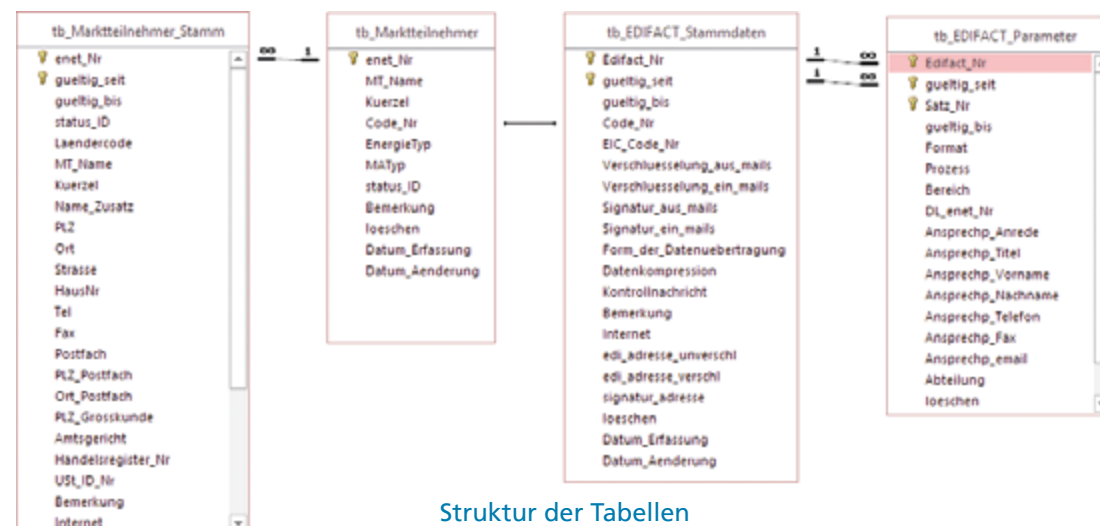 tb_Marktteilnehmer_Stamm
enet_Nr
gueltig_seit
gueltig_bis
status_ID
Laendercode
MT_Name
Kuerzel
Name_Zusatz
PLZ
Ort
Strasse
HausNr
Tel
Fax
Postfach
PLZ_Postfach
Ort_Postfach
PLZ_Grosskunde
Amtsgericht
Handelsregister_Nr
USt_ID_Nr
Bemerkung
Internet
∞ 1
tb_Marktteilnehmer
enet_Nr
MT_Name
Kuerzel
Code_Nr
EnergieTyp
MATyp
status_ID
Bemerkung
loeschen
Datum_Erfassung
Datum_Aenderung
tb_EDIFACT_Stammdaten
Edifact_Nr
gueltig_seit
gueltig_bis
Code_Nr
EIC_Code_Nr
Verschluesselung_aus_mails
Verschluesselung_ein_mails
Signatur_aus_mails
Signatur_ein_mails
Form_der_Datenuebertragung
Datenkompression
Kontrollnachricht
Bemerkung
Internet
edi_adresse_unverschl
edi_adresse_verschl
signatur_adresse
loeschen
Datum_Erfassung
Datum_Aenderung
1 ∞
1 ∞
tb_EDIFACT_Parameter
Edifact_Nr
gueltig_seit
Satz_Nr
gueltig_bis
Format
Prozess
Bereich
DL_enet_Nr
Ansprechp_Anrede
Ansprechp_Titel
Ansprechp_Vorname
Ansprechp_Nachname
Ansprechp_Telefon
Ansprechp_Fax
Ansprechp_email
Abteilung
loeschen
Struktur der Tabellen